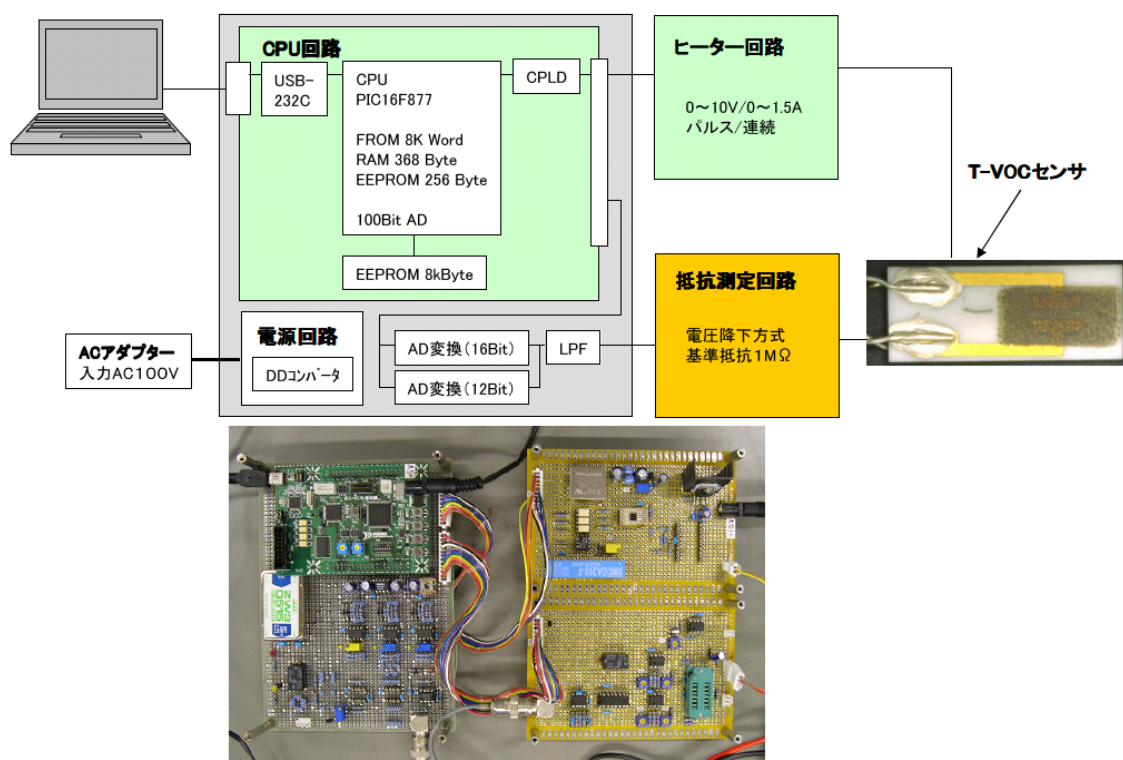 CPU回路
USB-
232C
CPU
PIC16F877
FROM 8K Word
RAM 368 Byte
EEPROM 256 Byte
100Bit AD
CPLD
EEPROM 8kByte
ヒーター回路
0～10V/0～1.5A
パルス/連続
T-VOCセンサ
抵抗測定回路
電圧降下方式
基準抵抗1MΩ
ACアダプター
入力AC100V
電源回路
DDコンバータ
AD変換(16Bit)
AD変換(12Bit)
LPF